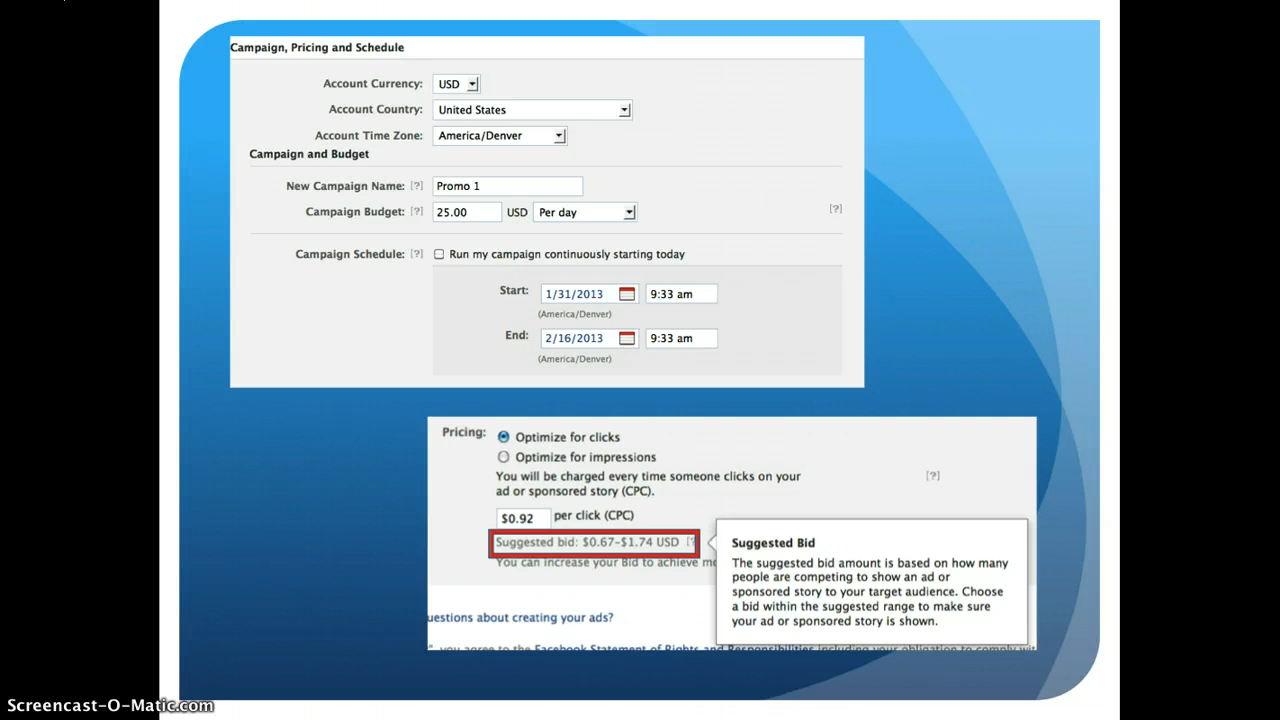 Campaign, Pricing and Schedule
Account Currency: USD
Account Country: United States
Account Time Zone: America/Denver
Campaign and Budget
New Campaign Name: [?] Promo 1
Campaign Budget: [?] 25.00 USD Per day [?]
Campaign Schedule: [?] Run my campaign continuously starting today
Start: 1/31/2013 9:33 am
(America/Denver)
End: 2/16/2013 9:33 am
(America/Denver)
Pricing: Optimize for clicks
Optimize for impressions
You will be charged every time someone clicks on your [?]
ad or sponsored story (CPC).
$0.92 per click (CPC)
Suggested bid: $0.67-$1.74 USD [?
You can increase your Bid to achieve
Suggested Bid
The suggested bid amount is based on how many
people are competing to show an ad or
sponsored story to your target audience. Choose
a bid within the suggested range to make sure
your ad or sponsored story is shown.
uestions about creating your ads?
you agree to the Facebook Statement of Rights and Responsibilities including your obligation to comply
Screencast-O-Matic.com